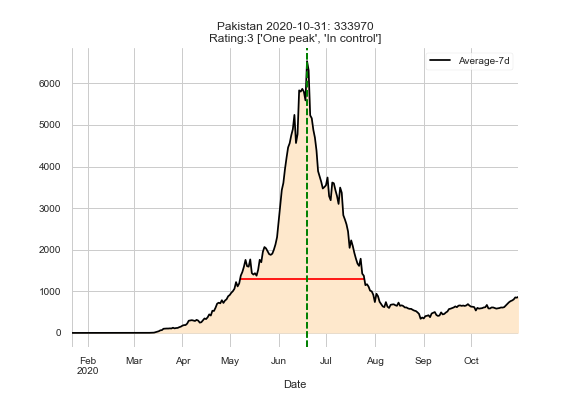 Pakistan 2020-10-31: 333970
Rating:3 ['One peak', 'In control']
Average-7d
6000
5000
4000
3000
2000
1000
0
Feb Mar Apr May Jun Jul Aug Sep Oct
2020
Date